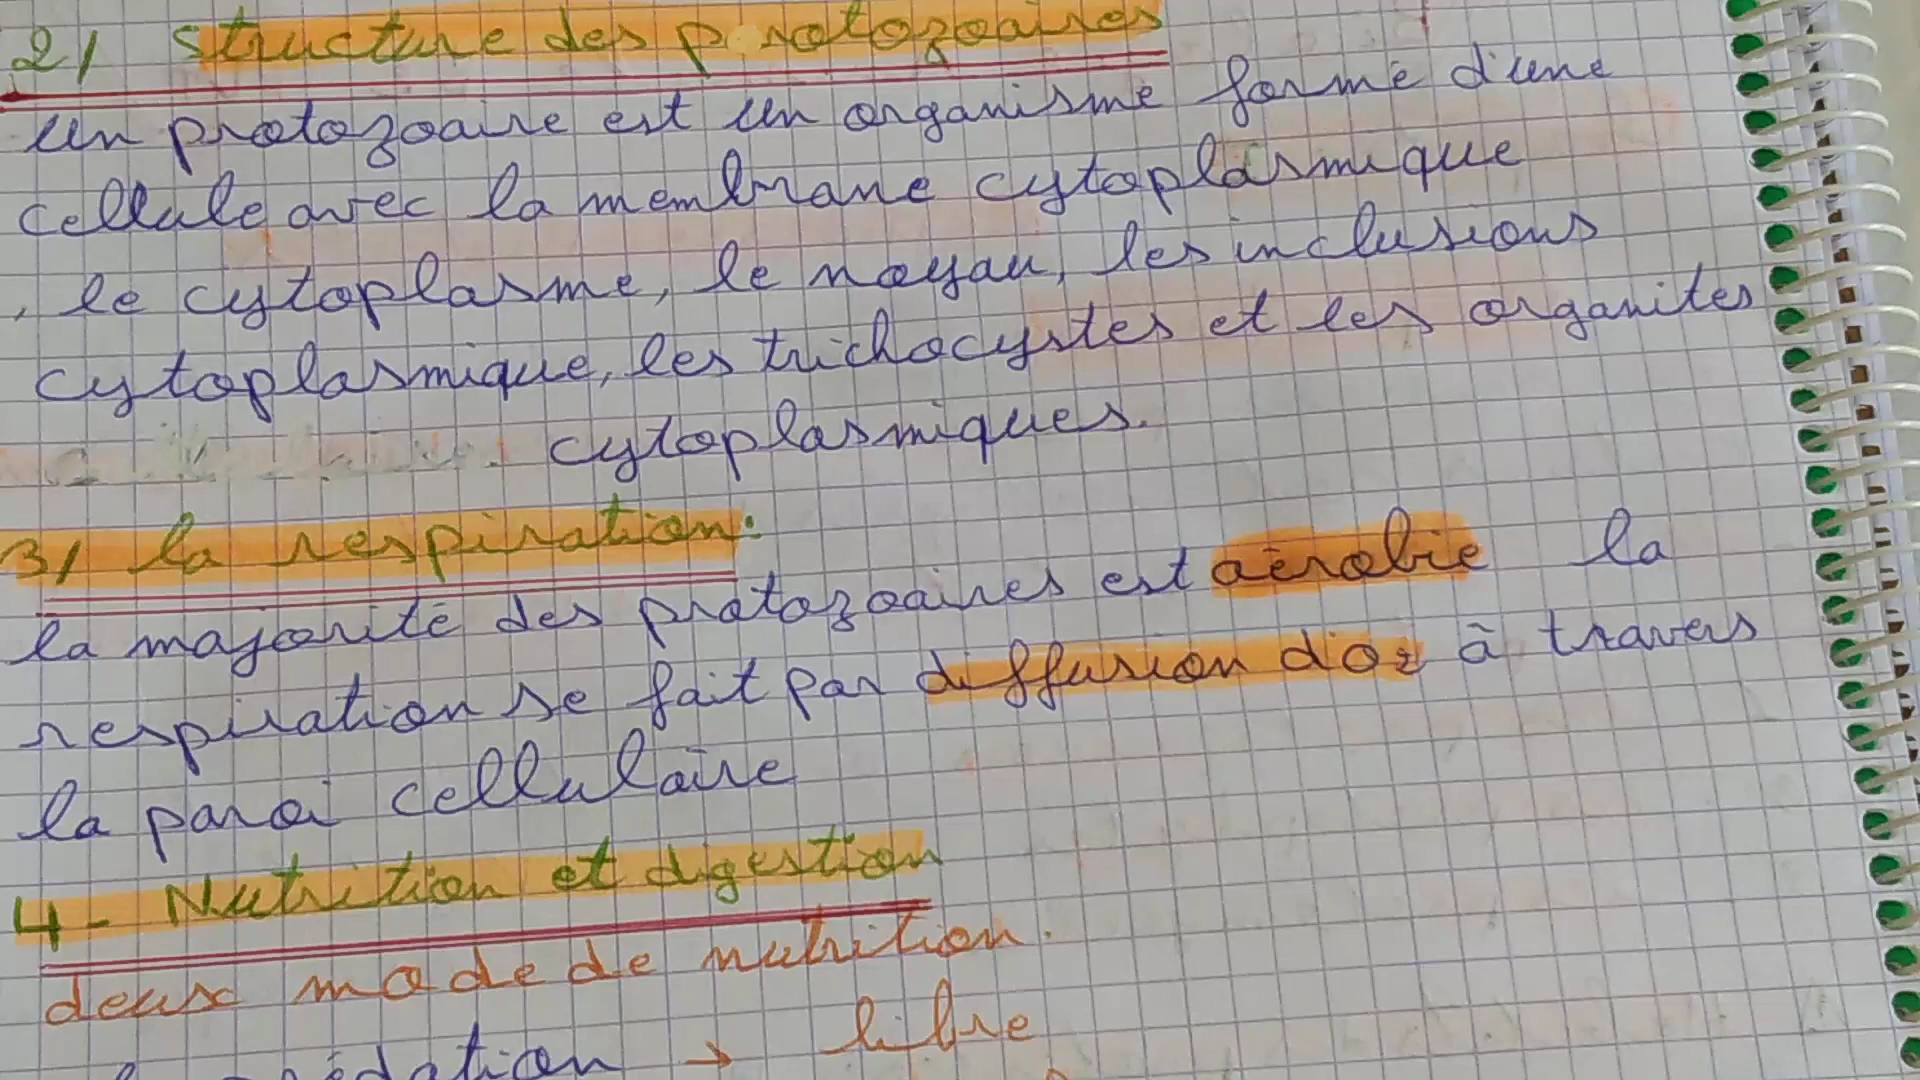 2/ structure des protozoaires
un protozoaire est un organisme formé d'une
cellule avec la membrane cytoplasmique
, le cytoplasme, le noyau, les inclusions
cytoplasmique, les trichocystes et les organites
cytoplasmiques.
3/ la respiration:
la majorité des protozoaires est aérobie la
respiration se fait par diffusion d'o2 à travers
la paroi cellulaire
4- Nutrition et digestion
deux mode de nutrition.
→ libre